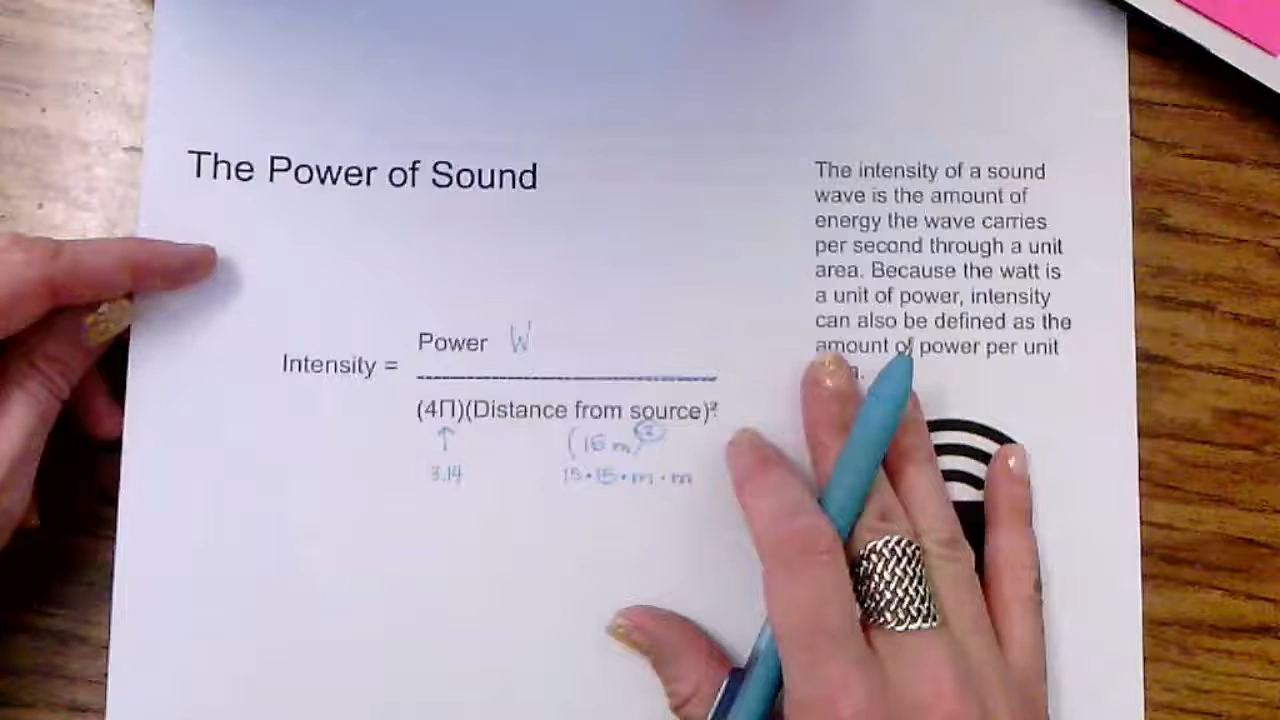 The Power of Sound
The intensity of a sound
wave is the amount of
energy the wave carries
per second through a unit
area. Because the watt is
a unit of power, intensity
can also be defined as the
amount of power per unit
Power W
Intensity =
(4Π)(Distance from source)²
(15 m)²
3.14
15•15•m•m